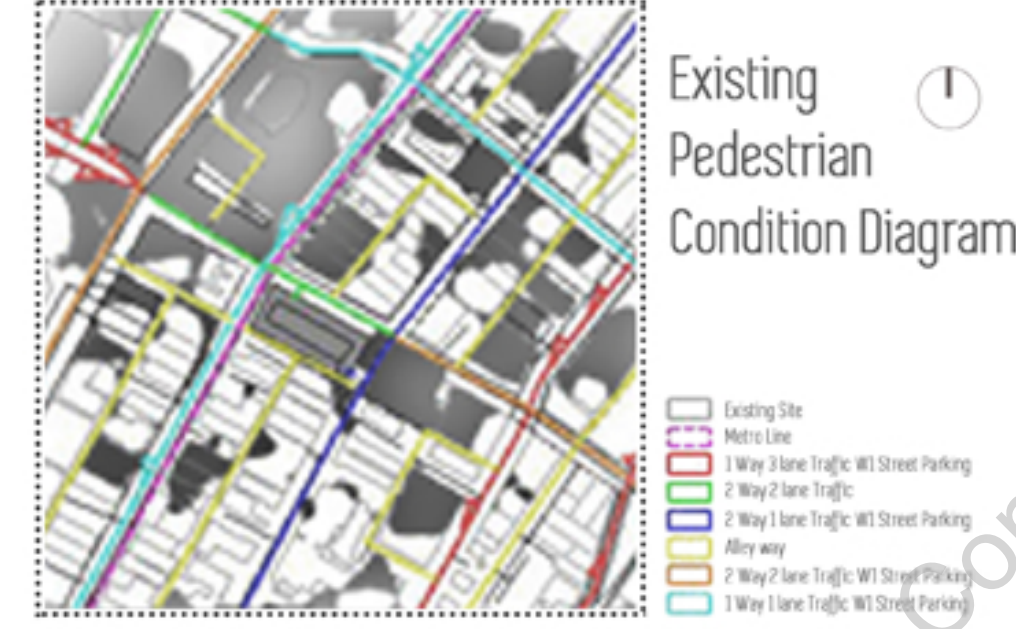 Existing
Pedestrian
Condition Diagram
Existing Site
Metro Line
1 Way 3 lane Traffic W1 Street Parking
2 Way 2 lane Traffic
2 Way 1 lane Traffic W1 Street Parking
Alley way
2 Way 2 lane Traffic W1 Street Parking
1 Way 1 lane Traffic W1 Street Parking
Cor